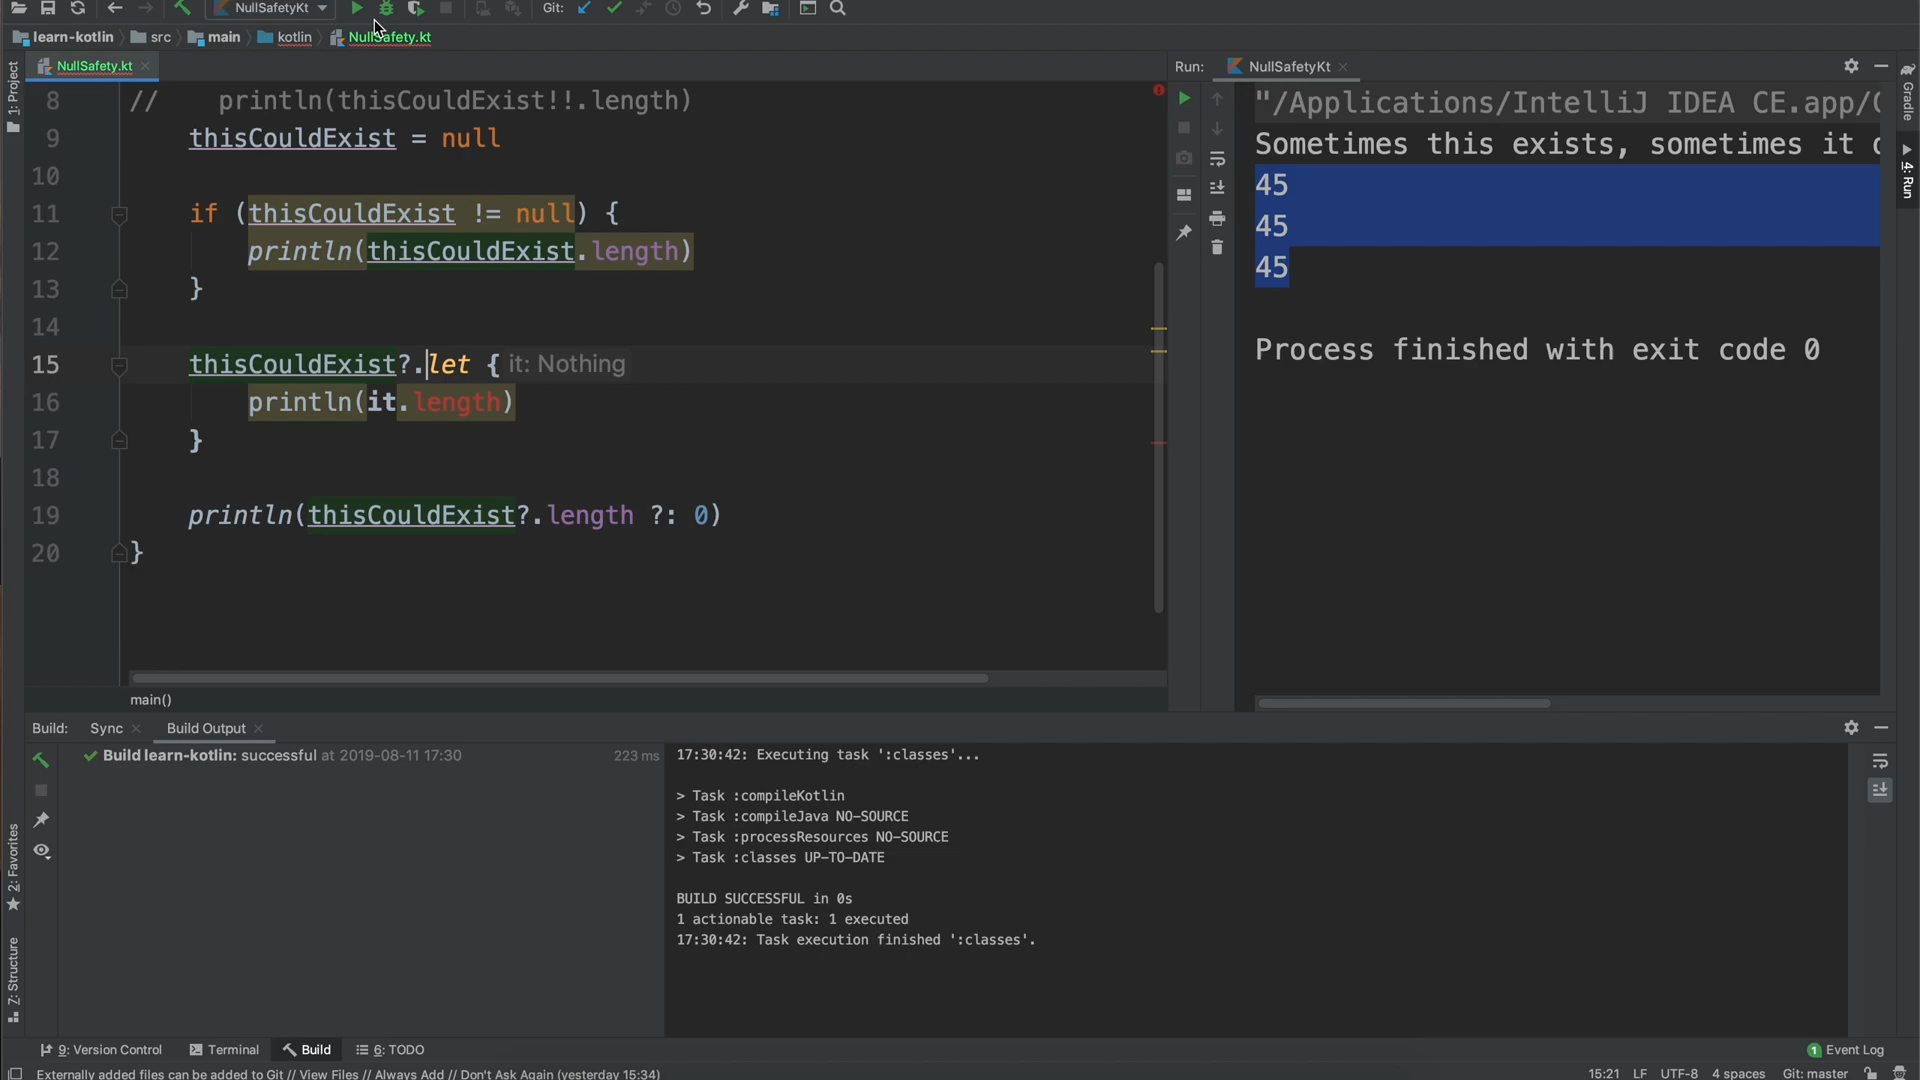 NullSafetyKt
Git:
learn-kotlin
src
main
kotlin
NullSafety.kt
1: Project
NullSafety.kt
8 // println(thisCouldExist!!.length)
9 thisCouldExist = null
10
11 if (thisCouldExist != null) {
12 println(thisCouldExist.length)
13 }
14
15 thisCouldExist?.let { it: Nothing
16 println(it.length)
17 }
18
19 println(thisCouldExist?.length ?: 0)
20 }
main()
Run: NullSafetyKt
"/Applications/IntelliJ IDEA CE.app/
Sometimes this exists, sometimes it
45
45
45
Process finished with exit code 0
Gradle
4: Run
Build: Sync Build Output
Build learn-kotlin: successful at 2019-08-11 17:30 223 ms
17:30:42: Executing task ':classes'...
> Task :compileKotlin
> Task :compileJava NO-SOURCE
> Task :processResources NO-SOURCE
> Task :classes UP-TO-DATE
BUILD SUCCESSFUL in 0s
1 actionable task: 1 executed
17:30:42: Task execution finished ':classes'.
2: Favorites
7: Structure
9: Version Control Terminal Build 6: TODO
1 Event Log
Externally added files can be added to Git // View Files // Always Add // Don't Ask Again (yesterday 15:34)
15:21 LF UTF-8 4 spaces Git: master